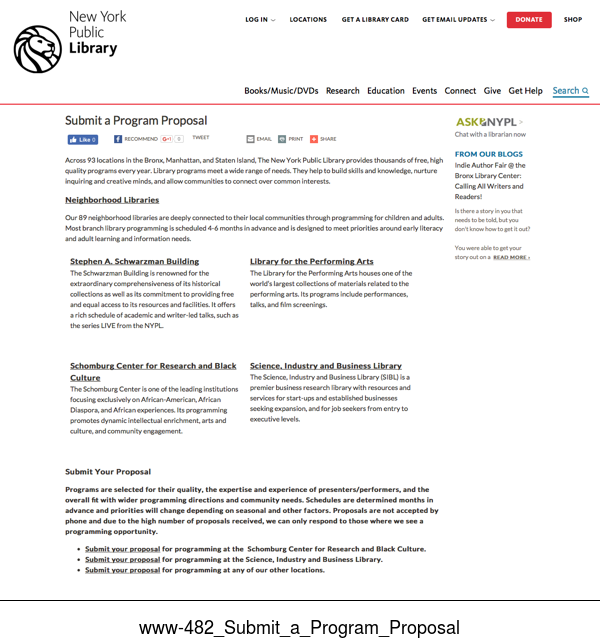 New York
Public
Library
LOG IN
LOCATIONS
GET A LIBRARY CARD
GET EMAIL UPDATES
DONATE
SHOP
Books/Music/DVDs Research Education Events Connect Give Get Help Search
Submit a Program Proposal
Like 0
RECOMMEND
G+1 0
TWEET
EMAIL
PRINT
SHARE
Across 93 locations in the Bronx, Manhattan, and Staten Island, The New York Public Library provides thousands of free, high
quality programs every year. Library programs meet a wide range of needs. They help to build skills and knowledge, nurture
inquiring and creative minds, and allow communities to connect over common interests.
Neighborhood Libraries
Our 89 neighborhood libraries are deeply connected to their local communities through programming for children and adults.
Most branch library programming is scheduled 4-6 months in advance and is designed to meet priorities around early literacy
and adult learning and information needs.
Stephen A. Schwarzman Building
The Schwarzman Building is renowned for the
extraordinary comprehensiveness of its historical
collections as well as its commitment to providing free
and equal access to its resources and facilities. It offers
a rich schedule of academic and writer-led talks, such as
the series LIVE from the NYPL.
Library for the Performing Arts
The Library for the Performing Arts houses one of the
world's largest collections of materials related to the
performing arts. Its programs include performances,
talks, and film screenings.
Schomburg Center for Research and Black
Culture
The Schomburg Center is one of the leading institutions
focusing exclusively on African-American, African
Diaspora, and African experiences. Its programming
promotes dynamic intellectual enrichment, arts and
culture, and community engagement.
Science, Industry and Business Library
The Science, Industry and Business Library (SIBL) is a
premier business research library with resources and
services for start-ups and established businesses
seeking expansion, and for job seekers from entry to
executive levels.
Submit Your Proposal
Programs are selected for their quality, the expertise and experience of presenters/performers, and the
overall fit with wider programming directions and community needs. Schedules are determined months in
advance and priorities will change depending on seasonal and other factors. Proposals are not accepted by
phone and due to the high number of proposals received, we can only respond to those where we see a
programming opportunity.
• Submit your proposal for programming at the Schomburg Center for Research and Black Culture.
• Submit your proposal for programming at the Science, Industry and Business Library.
• Submit your proposal for programming at any of our other locations.
ASK NYPL >
Chat with a librarian now
FROM OUR BLOGS
Indie Author Fair @ the
Bronx Library Center:
Calling All Writers and
Readers!
Is there a story in you that
needs to be told, but you
don't know how to get it out?
You were able to get your
story out on a READ MORE ›
www-482_Submit_a_Program_Proposal